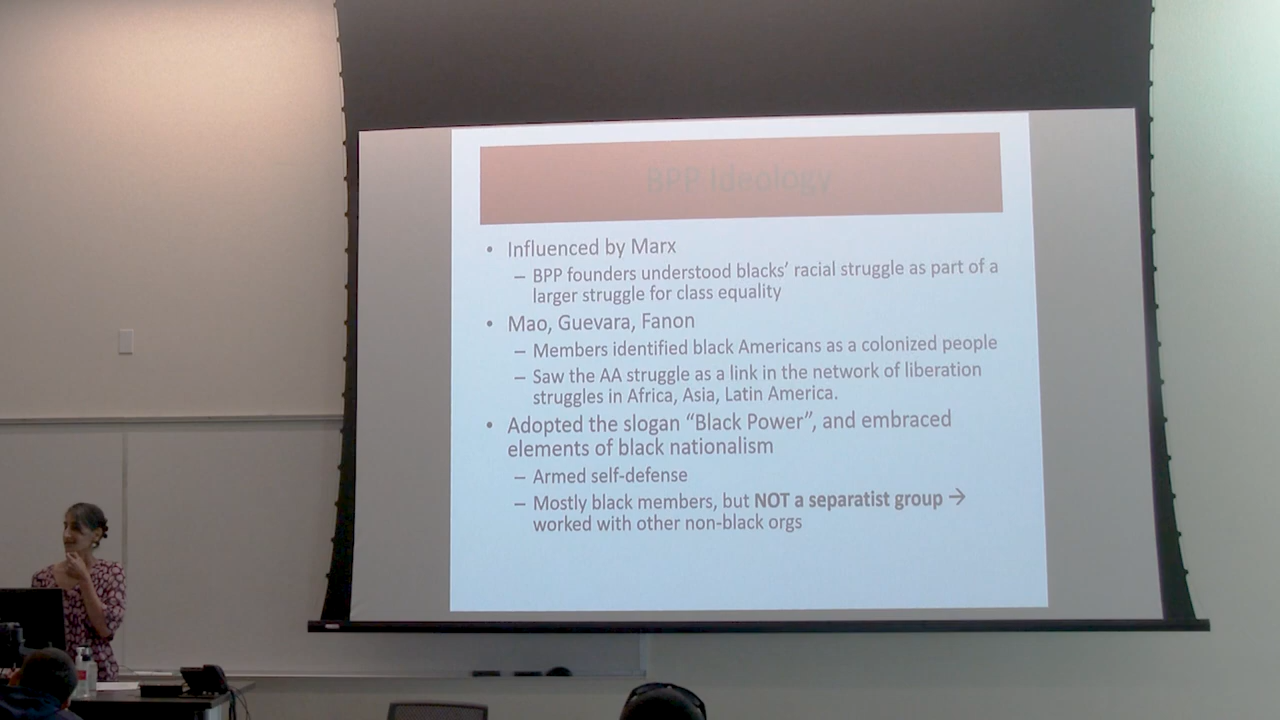 BPP Ideology
• Influenced by Marx
– BPP founders understood blacks’ racial struggle as part of a
larger struggle for class equality
• Mao, Guevara, Fanon
– Members identified black Americans as a colonized people
– Saw the AA struggle as a link in the network of liberation
struggles in Africa, Asia, Latin America.
• Adopted the slogan “Black Power”, and embraced
elements of black nationalism
– Armed self-defense
– Mostly black members, but NOT a separatist group →
worked with other non-black orgs